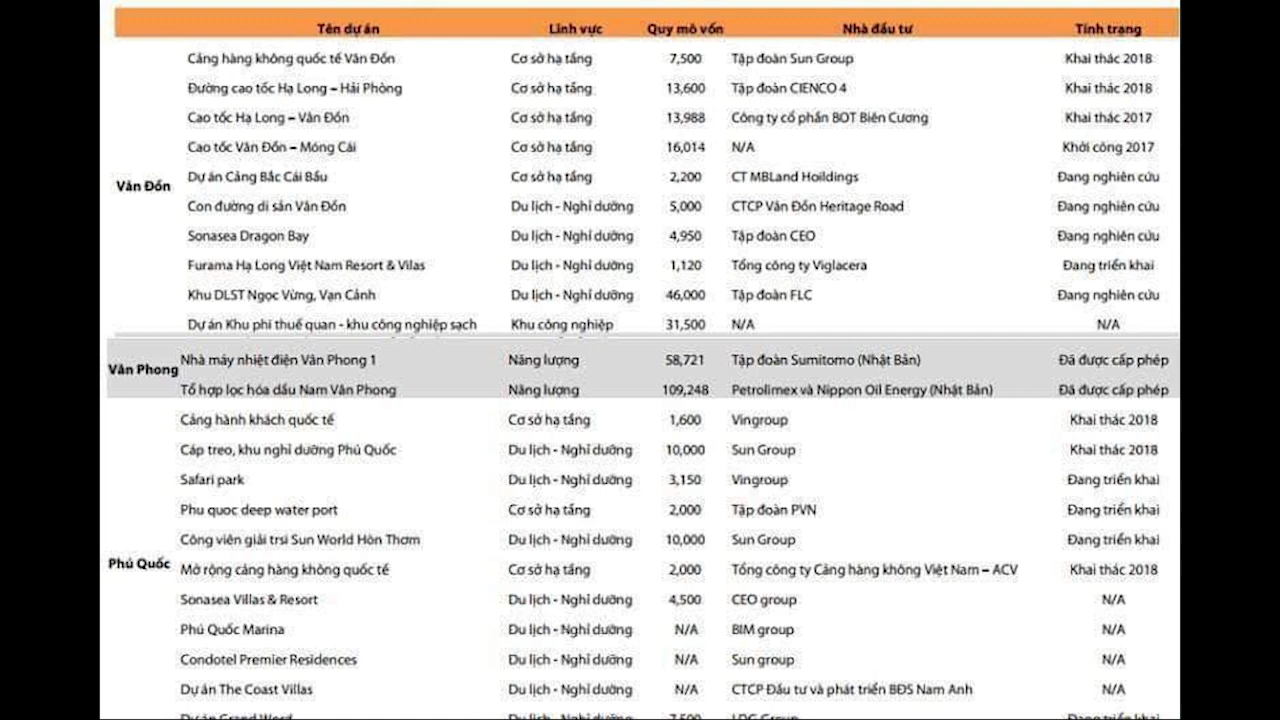 Tên dự án Lĩnh vực Quy mô vốn Nhà đầu tư Tình trạng
Cảng hàng không quốc tế Vân Đồn Cơ sở hạ tầng 7,500 Tập đoàn Sun Group Khai thác 2018
Đường cao tốc Hạ Long – Hải Phòng Cơ sở hạ tầng 13,600 Tập đoàn CIENCO 4 Khai thác 2018
Cao tốc Hạ Long – Vân Đồn Cơ sở hạ tầng 13,988 Công ty cổ phần BOT Biên Cương Khai thác 2017
Cao tốc Vân Đồn – Móng Cái Cơ sở hạ tầng 16,014 N/A Khởi công 2017
Vân Đồn Dự án Cảng Bắc Cái Bầu Cơ sở hạ tầng 2,200 CT MBLand Hoildings Đang nghiên cứu
Con đường di sản Vân Đồn Du lịch - Nghỉ dưỡng 5,000 CTCP Vân Đồn Heritage Road Đang nghiên cứu
Sonasea Dragon Bay Du lịch - Nghỉ dưỡng 4,950 Tập đoàn CEO Đang nghiên cứu
Furama Hạ Long Việt Nam Resort & Vilas Du lịch - Nghỉ dưỡng 1,120 Tổng công ty Viglacera Đang triển khai
Khu DLST Ngọc Vừng, Vạn Cảnh Du lịch - Nghỉ dưỡng 46,000 Tập đoàn FLC Đang nghiên cứu
Dự án Khu phi thuế quan - khu công nghiệp sạch Khu công nghiệp 31,500 N/A N/A
Vân Phong Nhà máy nhiệt điện Vân Phong 1 Năng lượng 58,721 Tập đoàn Sumitomo (Nhật Bản) Đã được cấp phép
Tổ hợp lọc hóa dầu Nam Vân Phong Năng lượng 109,248 Petrolimex và Nippon Oil Energy (Nhật Bản) Đã được cấp phép
Cảng hành khách quốc tế Cơ sở hạ tầng 1,600 Vingroup Khai thác 2018
Cáp treo, khu nghỉ dưỡng Phú Quốc Du lịch - Nghỉ dưỡng 10,000 Sun Group Khai thác 2018
Safari park Du lịch - Nghỉ dưỡng 3,150 Vingroup Đang triển khai
Phu quoc deep water port Cơ sở hạ tầng 2,000 Tập đoàn PVN Đang triển khai
Công viên giải trsi Sun World Hòn Thơm Du lịch - Nghỉ dưỡng 10,000 Sun Group Đang triển khai
Phú Quốc Mở rộng cảng hàng không quốc tế Cơ sở hạ tầng 2,000 Tổng công ty Cảng hàng không Việt Nam – ACV Khai thác 2018
Sonasea Villas & Resort Du lịch - Nghỉ dưỡng 4,500 CEO group N/A
Phú Quốc Marina Du lịch - Nghỉ dưỡng N/A BIM group N/A
Condotel Premier Residences Du lịch - Nghỉ dưỡng N/A Sun group N/A
Dự án The Coast Villas Du lịch - Nghỉ dưỡng N/A CTCP Đầu tư và phát triển BĐS Nam Anh N/A
Dự án Grand Du lịch - Nghỉ dưỡng 7,500 LDG Group Đang triển khai